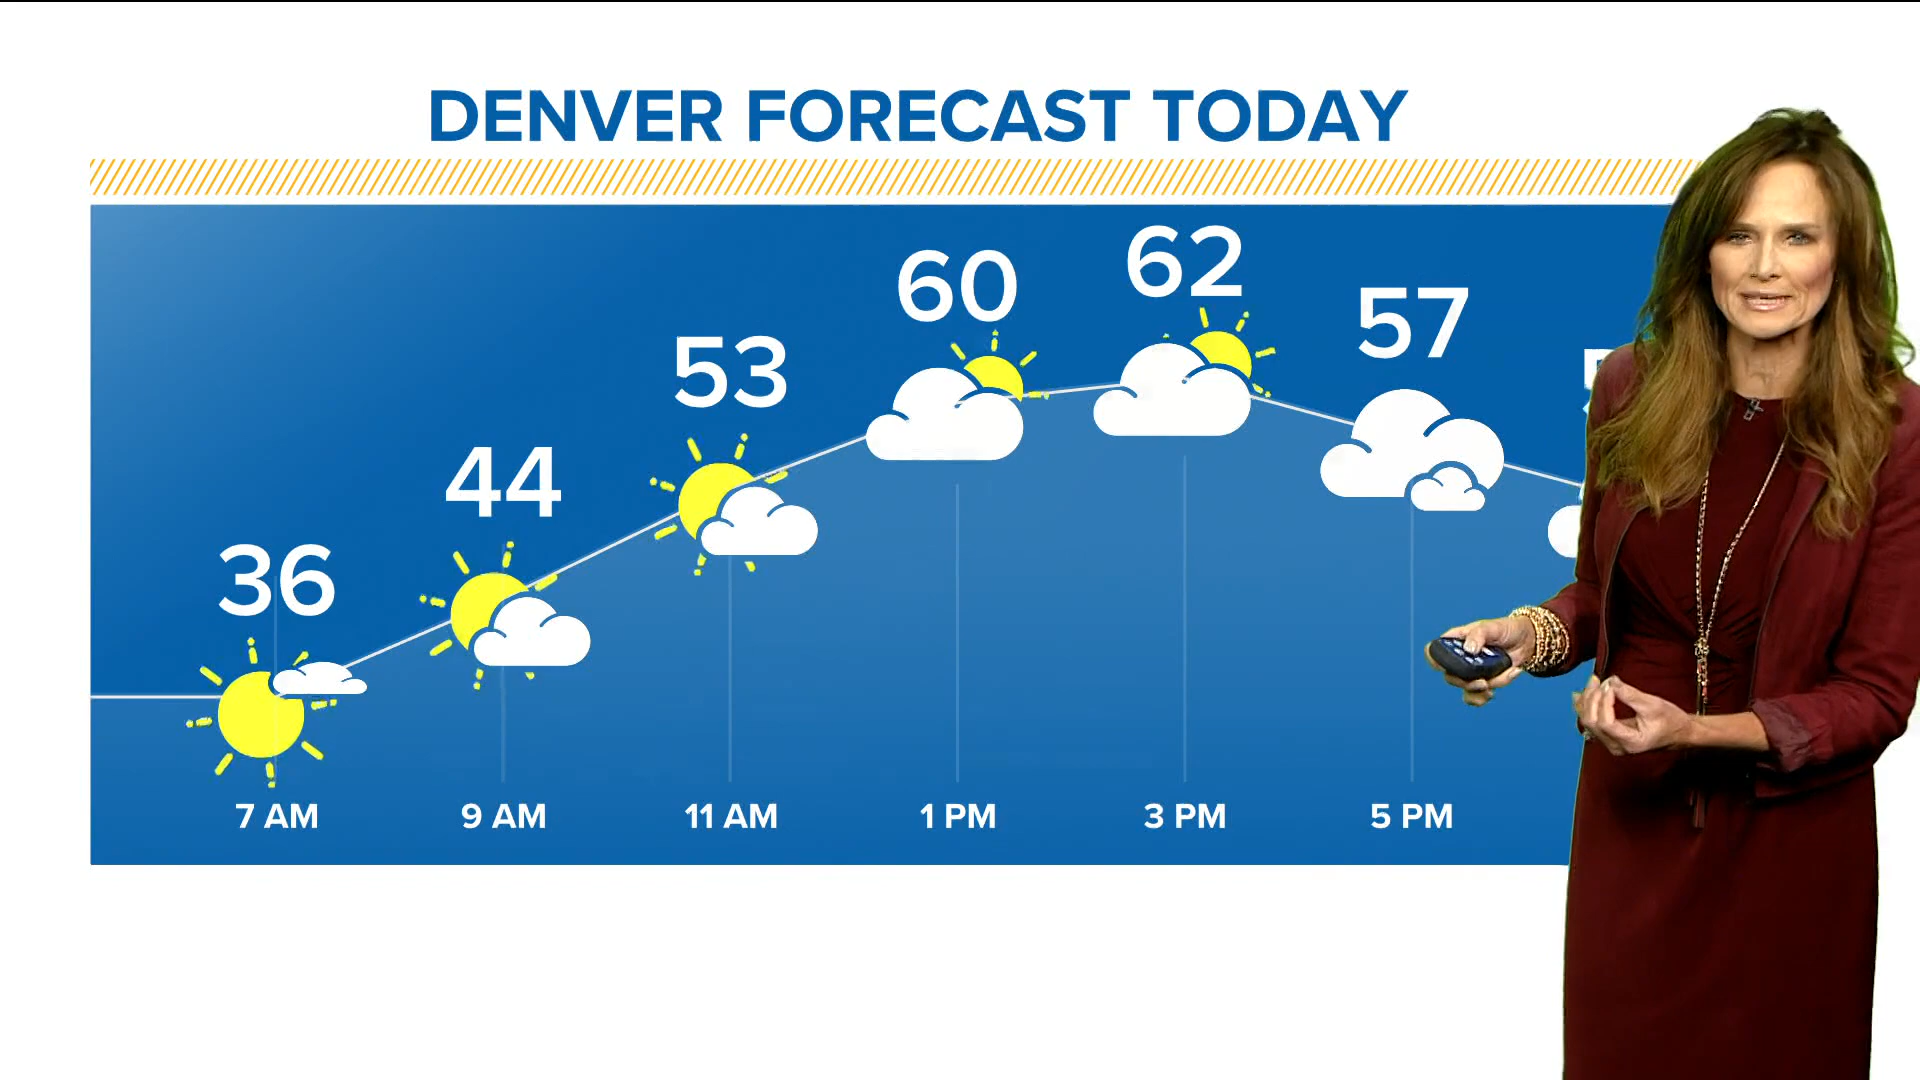 DENVER FORECAST TODAY
36
44
53
60
62
57
7 AM
9 AM
11 AM
1 PM
3 PM
5 PM